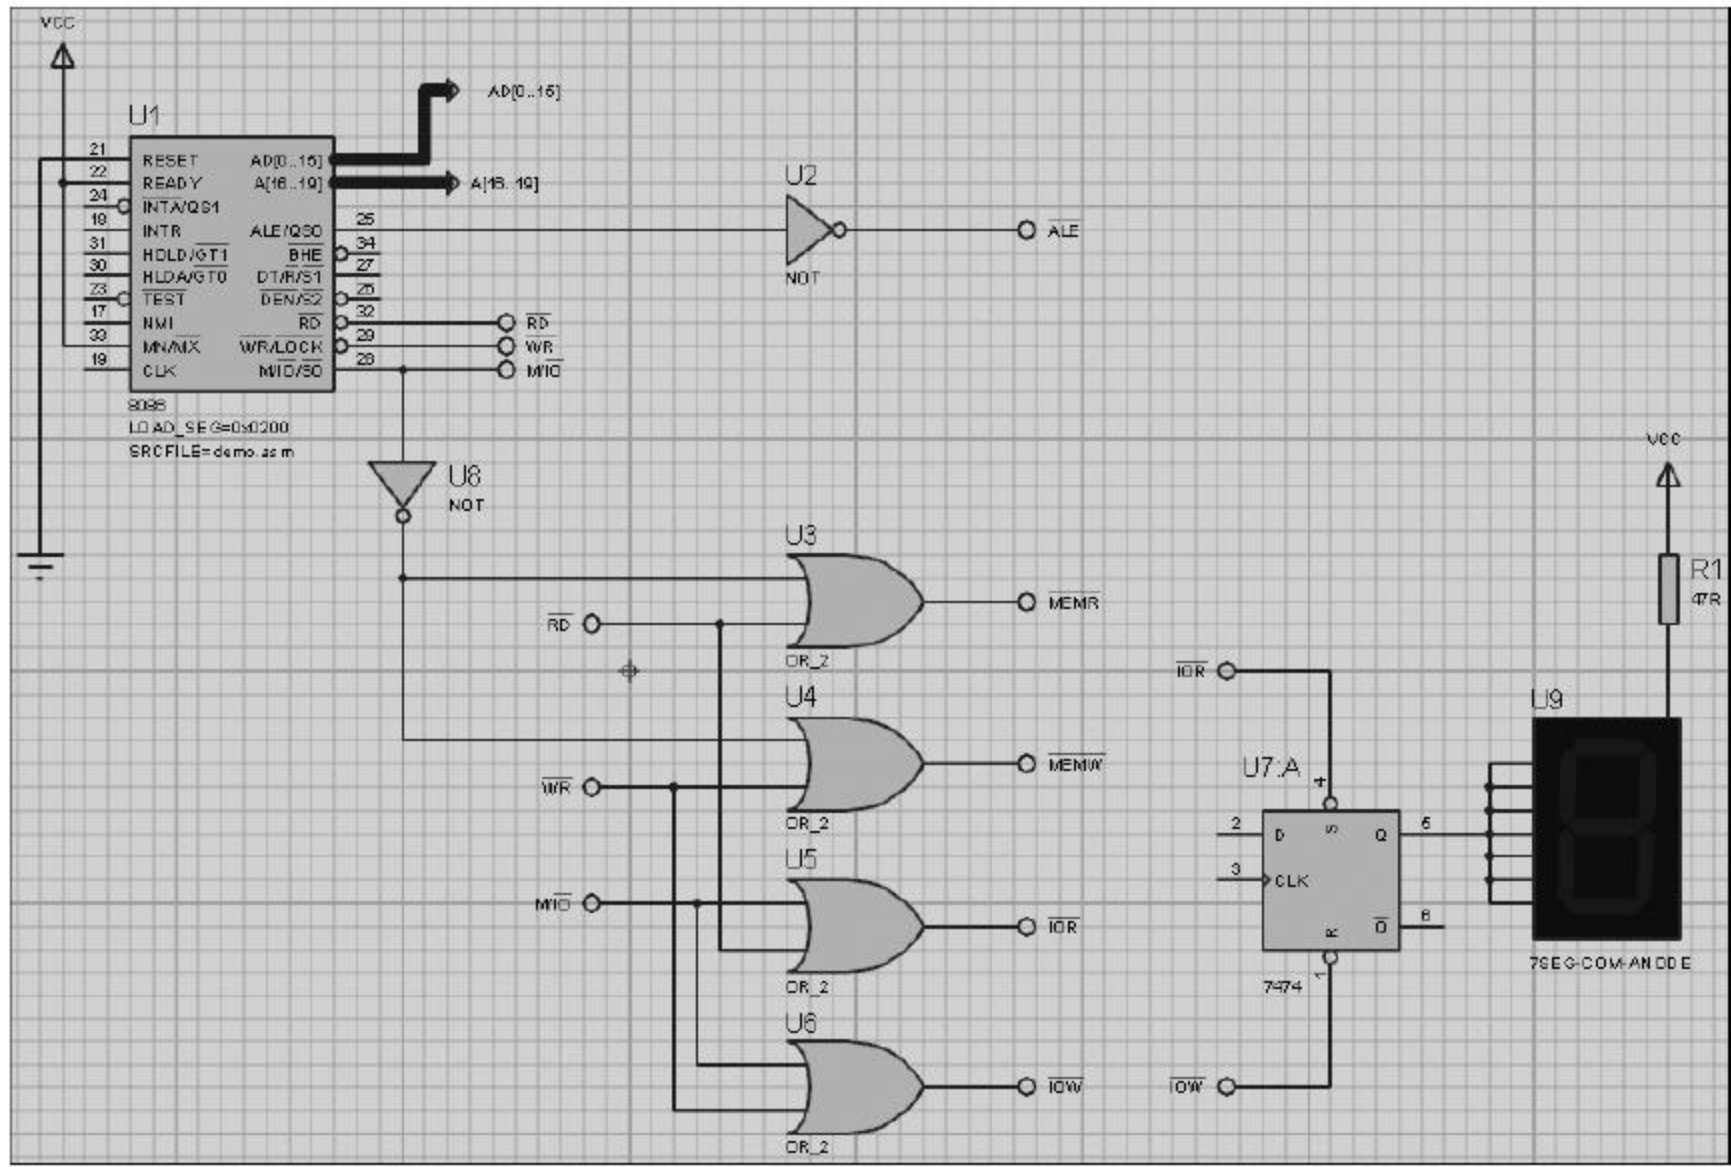 VCC
AD[0..15]
U1
21 RESET AD[0..15]
22 READY A[16..19] A[16..19]
24 INTA/QS1
18 INTR ALE/QS0 25
31 HOLD/GT1 BHE 34
30 HLDA/GT0 DT/R/S1 27
23 TEST DEN/S2 26
17 NMI RD 32 RD
33 MN/MX WR/LOCK 29 WR
19 CLK M/IO/S0 28 M/IO
8086
LOAD_SEG=0x0200
SRCFILE=demo.asm
U2
NOT
ALE
U8
NOT
VCC
R1
47R
U3
RD
MEMR
OR_2
U4
WR
MEMW
OR_2
U5
M/IO
IOR
OR_2
U6
IOW
OR_2
IOR
U7:A
4
2 D S Q 5
3 CLK
R Q 6
1
7474
IOW
U9
7SEG-COM-ANODE